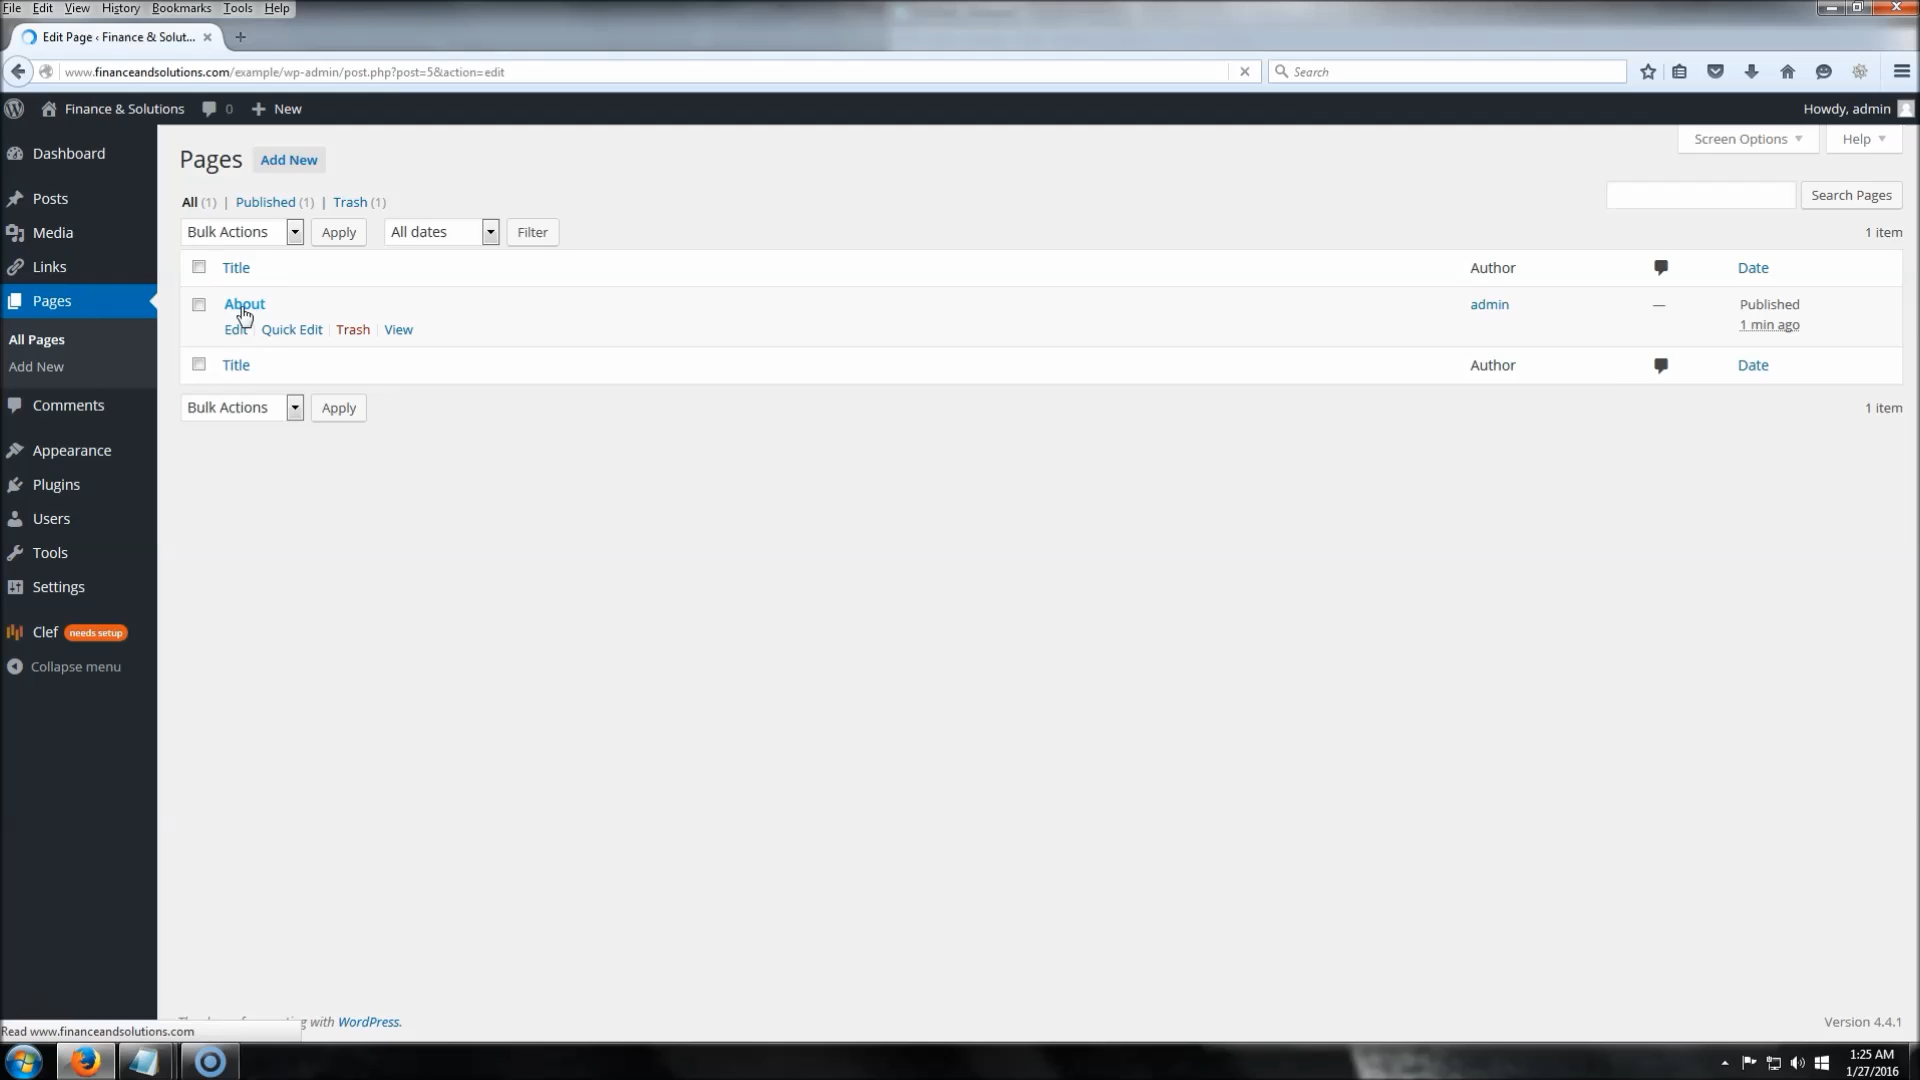 File Edit View History Bookmarks Tools Help
Edit Page ‹ Finance & Solut...
www.financeandsolutions.com/example/wp-admin/post.php?post=5&action=edit
Search
Finance & Solutions 0 New
Howdy, admin
Dashboard
Posts
Media
Links
Pages
All Pages
Add New
Comments
Appearance
Plugins
Users
Tools
Settings
Clef needs setup
Collapse menu
Screen Options Help
Pages Add New
All (1) | Published (1) | Trash (1)
Search Pages
Bulk Actions Apply All dates Filter
1 item
Title Author Date
About admin — Published
Edit | Quick Edit | Trash | View 1 min ago
Title Author Date
Bulk Actions Apply
1 item
with WordPress.
Version 4.4.1
Read www.financeandsolutions.com
1:25 AM
1/27/2016